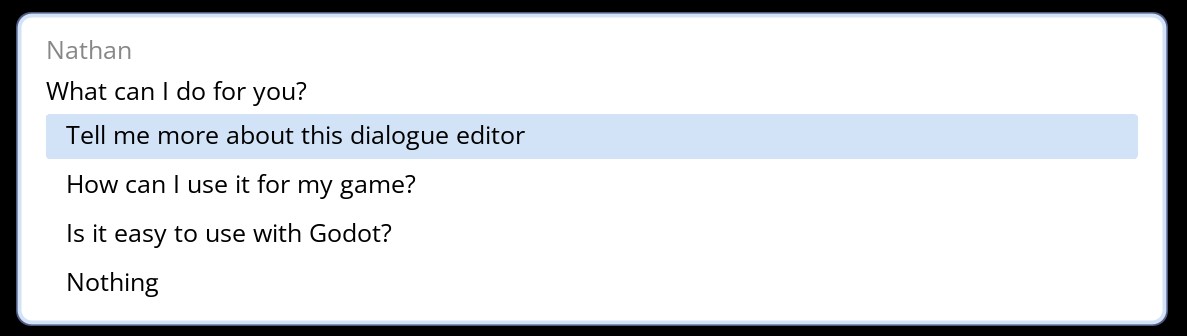 Nathan
What can I do for you?
Tell me more about this dialogue editor
How can I use it for my game?
Is it easy to use with Godot?
Nothing